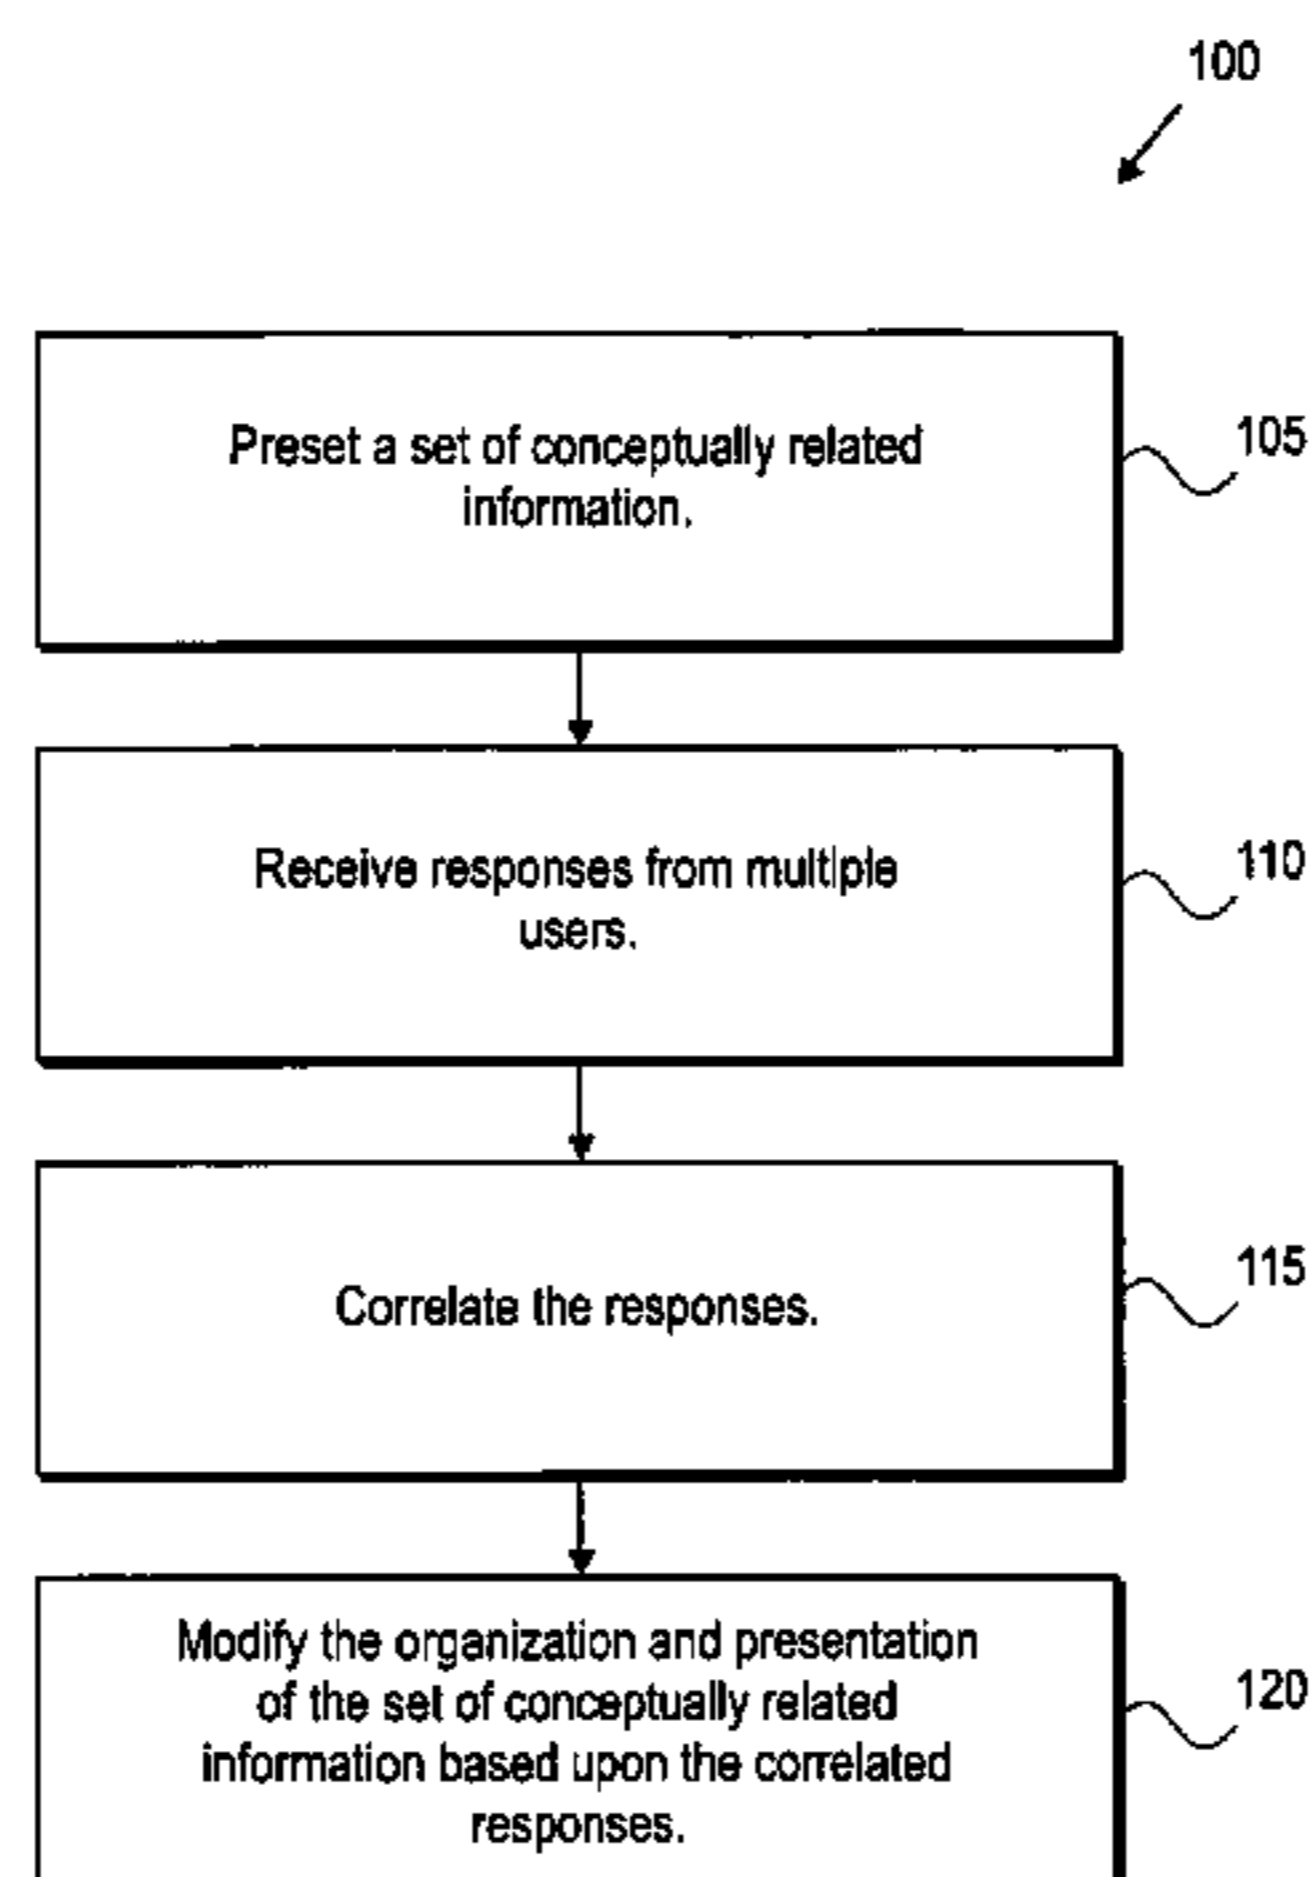 100
Preset a set of conceptually related
information.
105
Receive responses from multiple
users.
110
Correlate the responses.
115
Modify the organization and presentation
of the set of conceptually related
information based upon the correlated
responses.
120